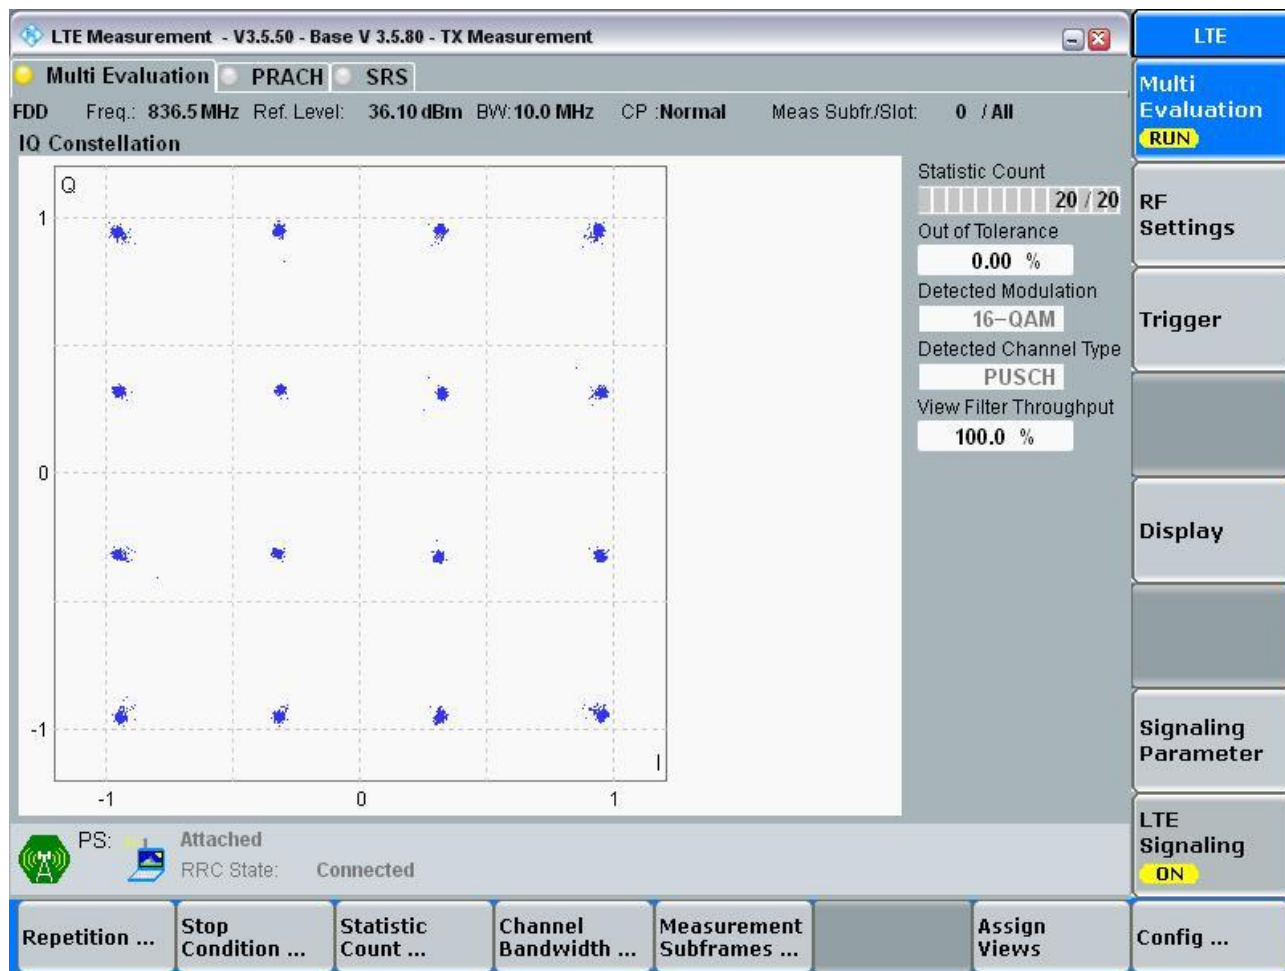 LTE Measurement - V3.5.50 - Base V 3.5.80 - TX Measurement
LTE
Multi Evaluation PRACH SRS
FDD Freq.: 836.5 MHz Ref. Level: 36.10 dBm BW: 10.0 MHz CP :Normal Meas Subfr./Slot: 0 / All
IQ Constellation
Q
1
0
-1
-1 0 1
I
Statistic Count
20 / 20
Out of Tolerance
0.00 %
Detected Modulation
16-QAM
Detected Channel Type
PUSCH
View Filter Throughput
100.0 %
Multi
Evaluation
RUN
RF
Settings
Trigger
Display
Signaling
Parameter
LTE
Signaling
ON
PS: Attached
RRC State: Connected
Repetition ...
Stop
Condition ...
Statistic
Count ...
Channel
Bandwidth ...
Measurement
Subframes ...
Assign
Views
Config ...